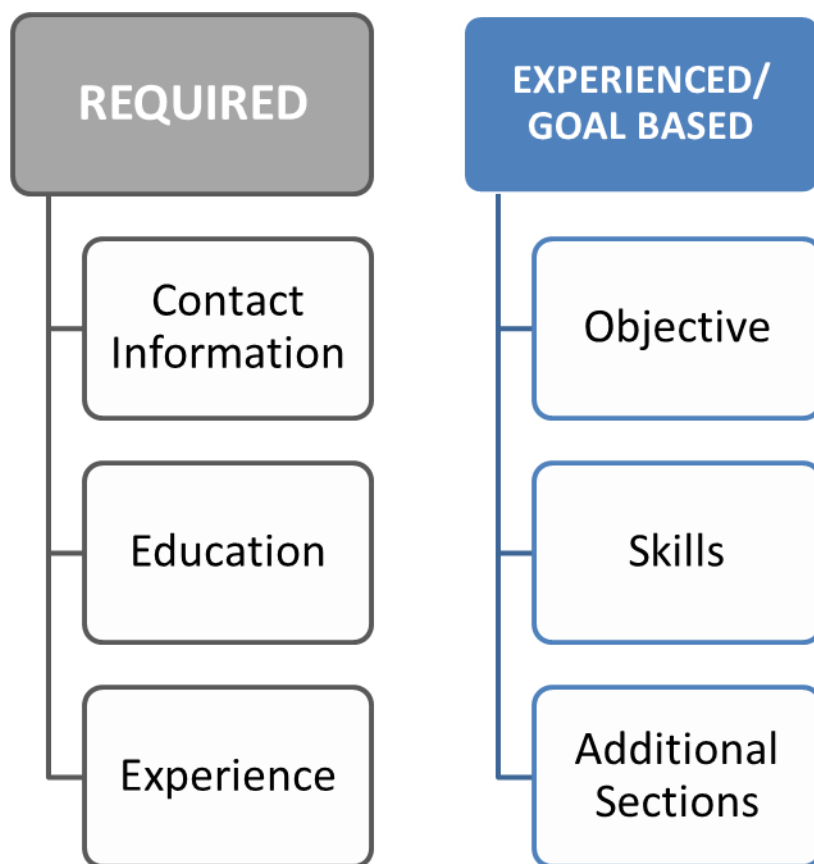 REQUIRED
Contact
Information
Education
Experience
EXPERIENCED/
GOAL BASED
Objective
Skills
Additional
Sections